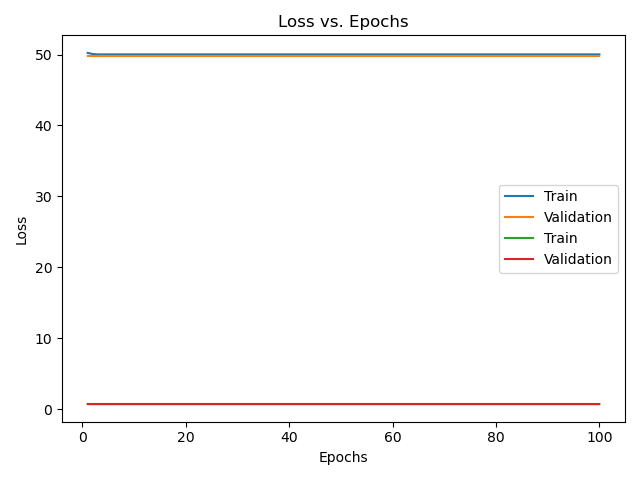 Loss vs. Epochs
Loss
50
40
30
20
10
0
Train
Validation
Train
Validation
0 20 40 60 80 100
Epochs